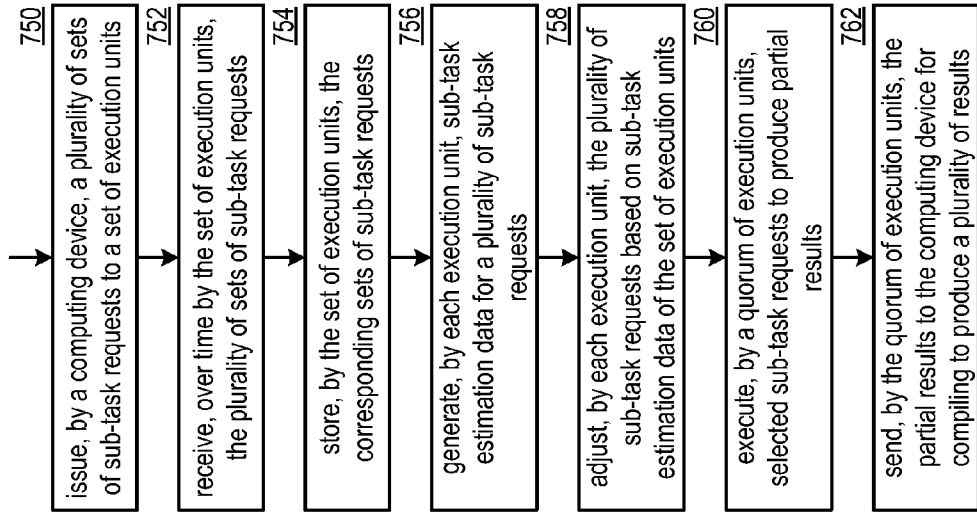 750
issue, by a computing device, a plurality of sets
of sub-task requests to a set of execution units
752
receive, over time by the set of execution units,
the plurality of sets of sub-task requests
754
store, by the set of execution units, the
corresponding sets of sub-task requests
756
generate, by each execution unit, sub-task
estimation data for a plurality of sub-task
requests
758
adjust, by each execution unit, the plurality of
sub-task requests based on sub-task
estimation data of the set of execution units
760
execute, by a quorum of execution units,
selected sub-task requests to produce partial
results
762
send, by the quorum of execution units, the
partial results to the computing device for
compiling to produce a plurality of results